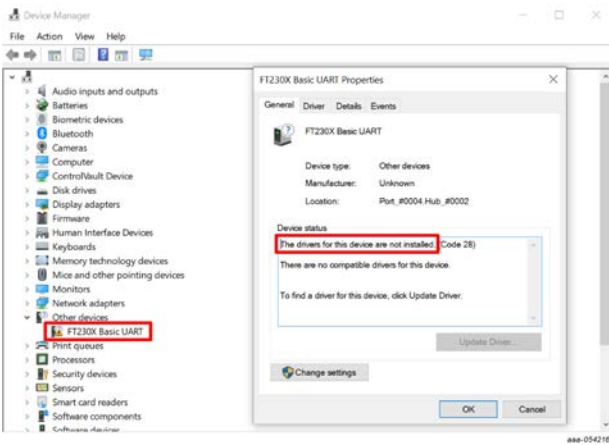 Device Manager
File Action View Help
Audio inputs and outputs
Batteries
Biometric devices
Bluetooth
Cameras
Computer
ControlVault Device
Disk drives
Display adapters
Firmware
Human Interface Devices
Keyboards
Memory technology devices
Mice and other pointing devices
Monitors
Network adapters
Other devices
FT230X Basic UART
Print queues
Processors
Security devices
Sensors
Smart card readers
Software components
Software devices
FT230X Basic UART Properties
General Driver Details Events
FT230X Basic UART
Device type: Other devices
Manufacturer: Unknown
Location: Port_#0004.Hub_#0002
Device status
The drivers for this device are not installed. (Code 28)
There are no compatible drivers for this device.
To find a driver for this device, click Update Driver.
Update Driver...
Change settings
OK Cancel
aaa-054216